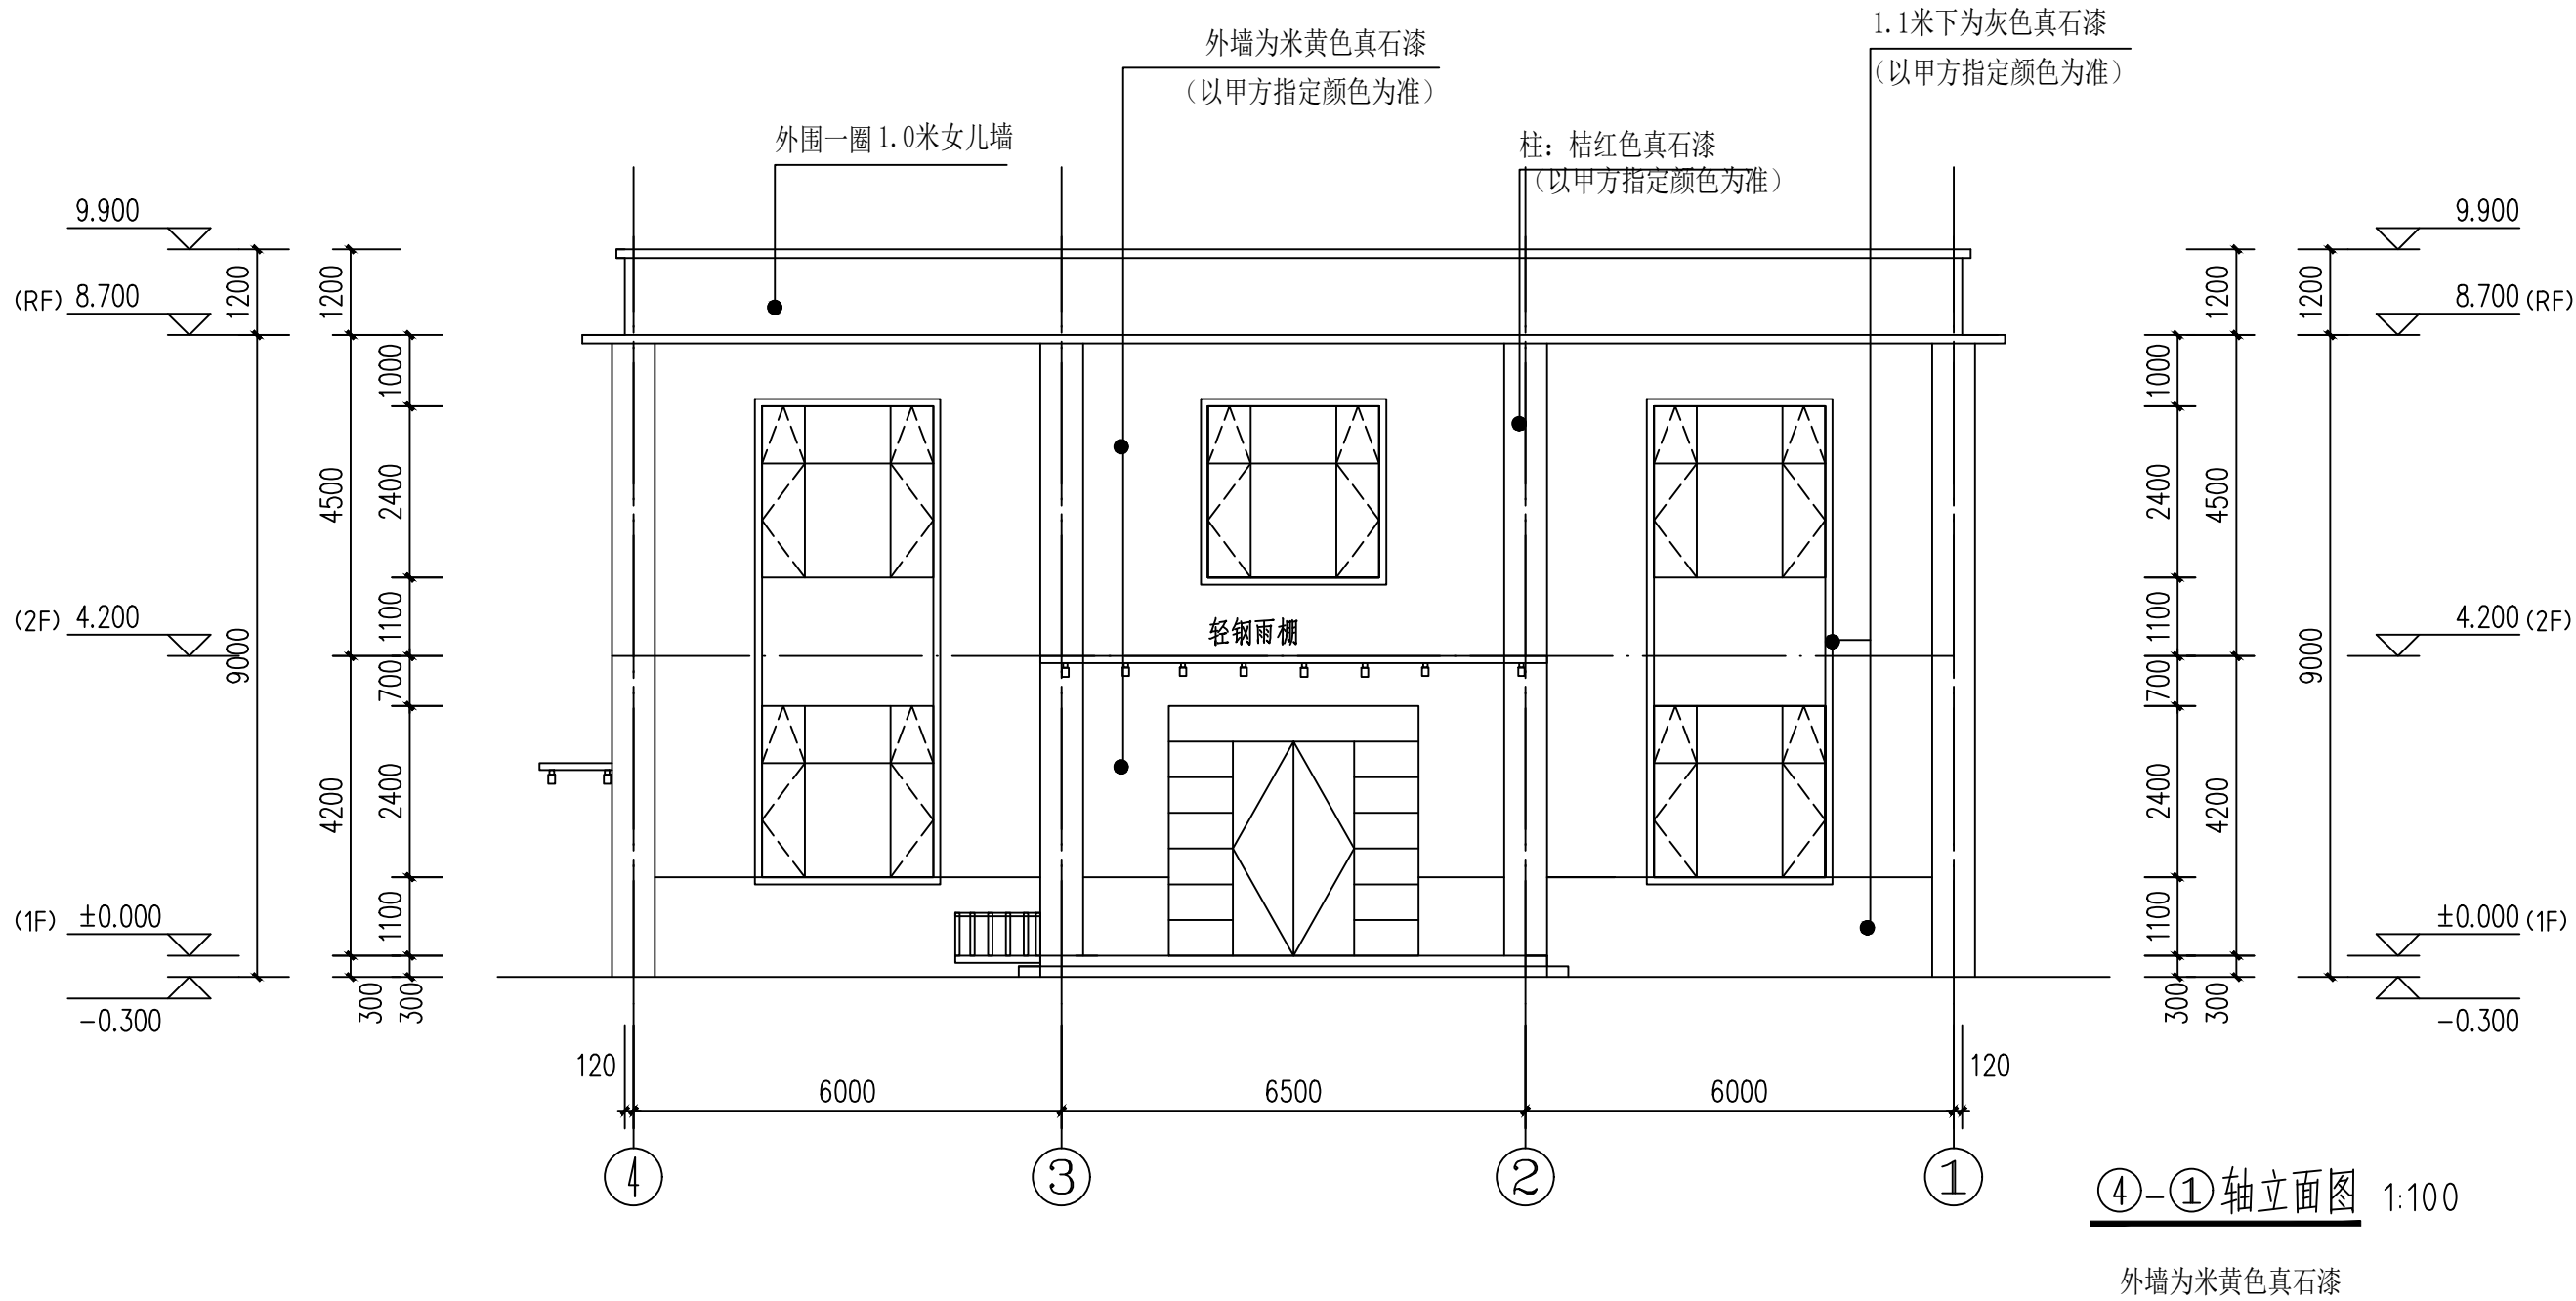 1.1米下为灰色真石漆
(以甲方指定颜色为准)
外墙为米黄色真石漆
(以甲方指定颜色为准)
外围一圈1.0米女儿墙
柱：桔红色真石漆
(以甲方指定颜色为准)
9.900
(RF) 8.700
(2F) 4.200
(1F) ±0.000
-0.300
1200
9000
1200
4500
4200
300
1000
2400
1100
700
2400
1100
300
轻钢雨棚
1000
2400
1100
700
2400
1100
300
1200
4500
4200
300
1200
9000
9.900
8.700 (RF)
4.200 (2F)
±0.000 (1F)
-0.300
120
6000
6500
6000
120
4
3
2
1
④-①轴立面图 1:100
外墙为米黄色真石漆